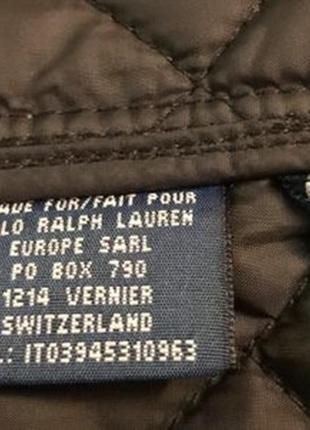 ADE FOR/FAIT POUR
LO RALPH LAUREN
EUROPE SARL
PO BOX 790
1214 VERNIER
SWITZERLAND
.: IT03945310963